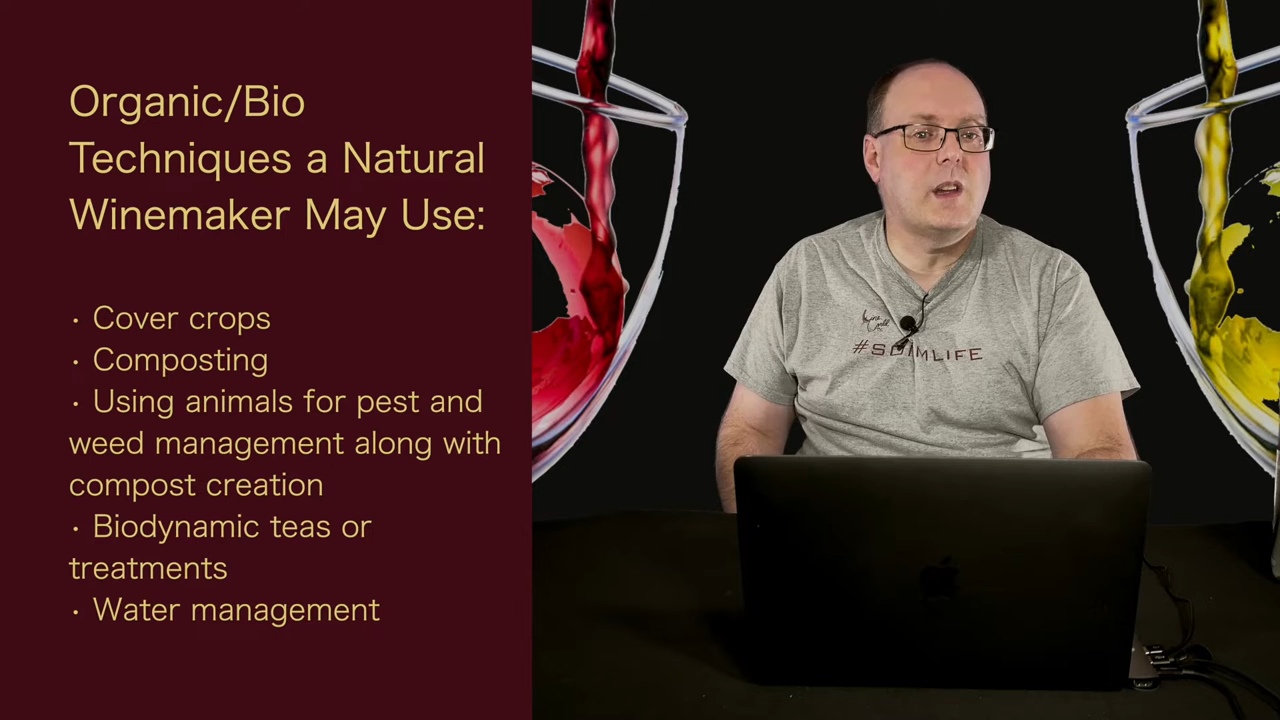 Organic/Bio
Techniques a Natural
Winemaker May Use:
• Cover crops
• Composting
• Using animals for pest and
weed management along with
compost creation
• Biodynamic teas or
treatments
• Water management